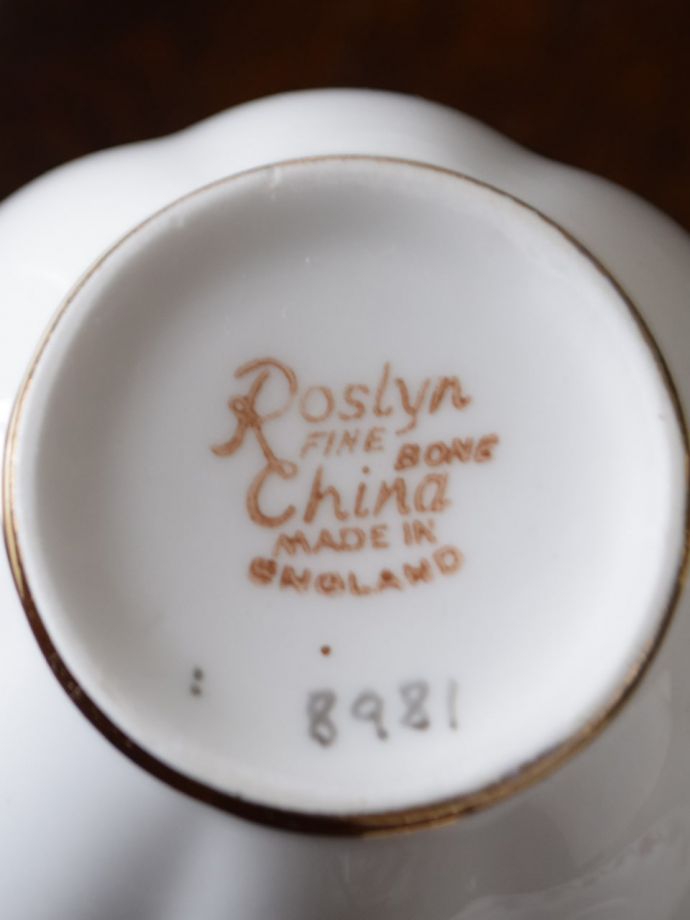 Roslyn
FINE BONE
China
MADE IN
ENGLAND
8981